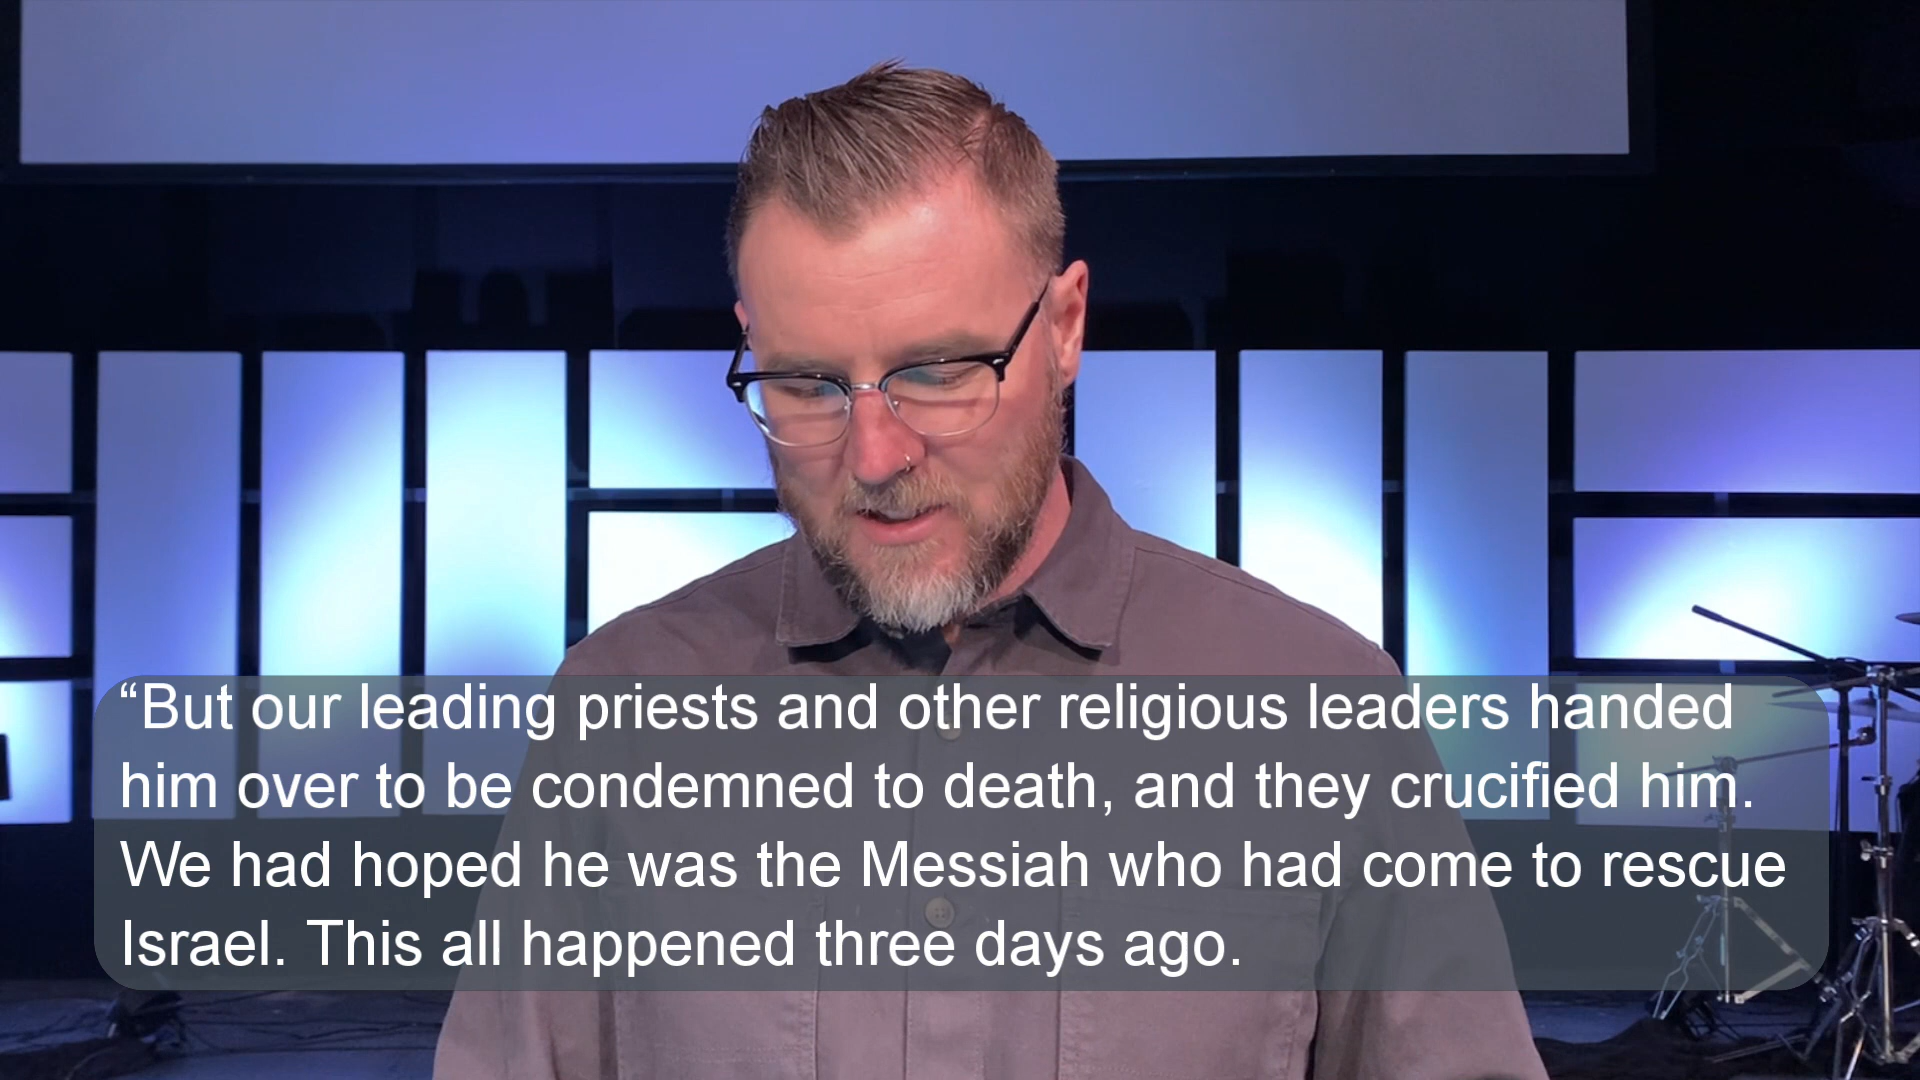 “But our leading priests and other religious leaders handed
him over to be condemned to death, and they crucified him.
We had hoped he was the Messiah who had come to rescue
Israel. This all happened three days ago.